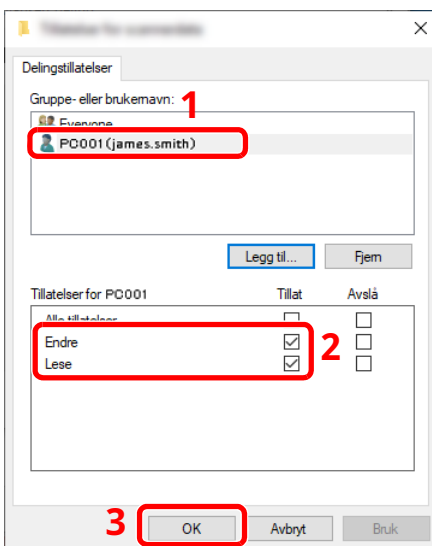 Delingstillatelser
Gruppe- eller brukernavn: 1
Everyone
PC001(james.smith)
Legg til...
Fjern
Tillatelser for PC001 Tillat Avslå
Alle tillatelser
Endre
2
Lese
3 OK Avbryt Bruk